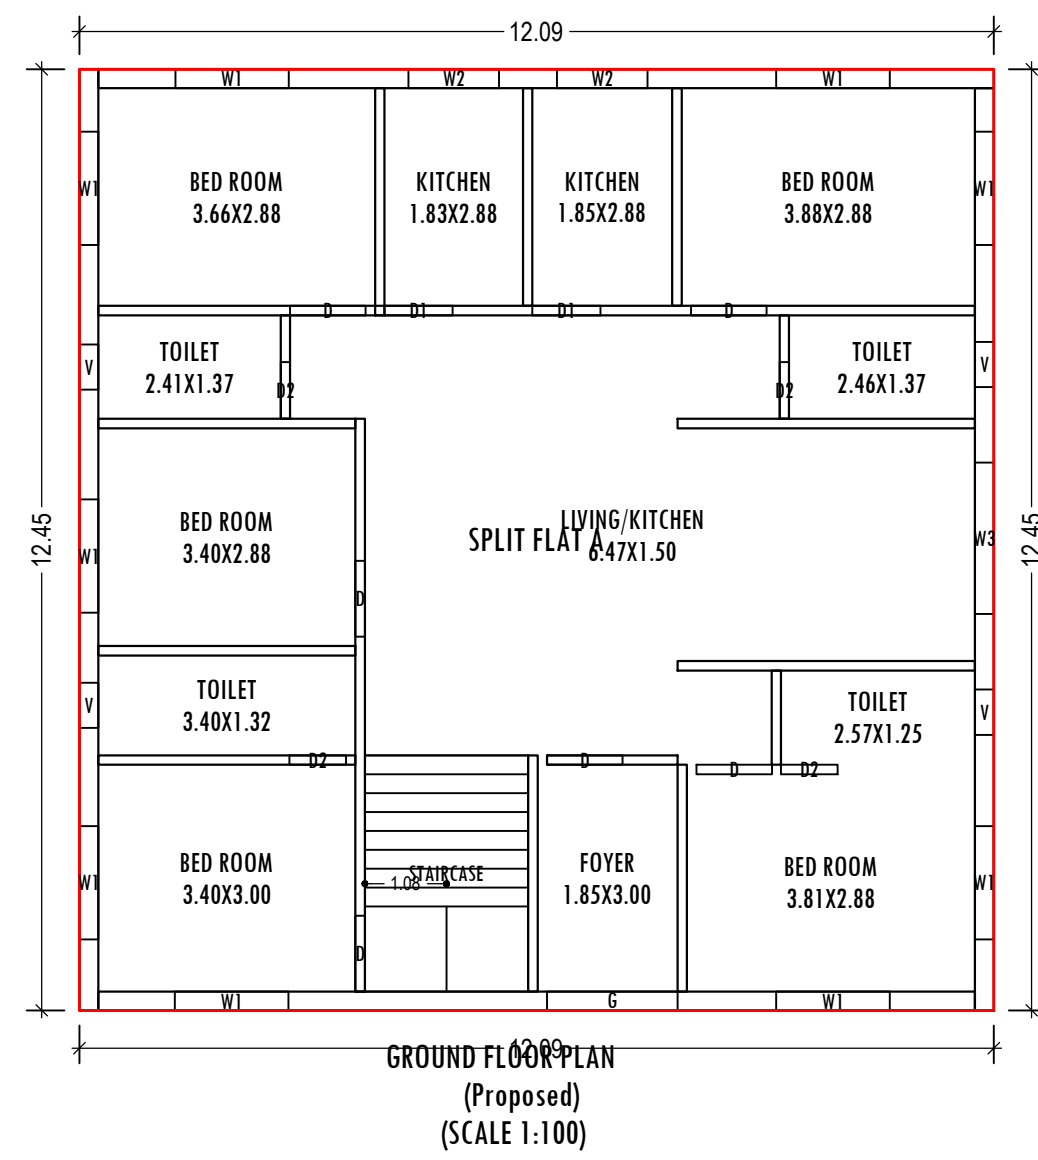 12.09
W1
W2
W2
W1
W1
BED ROOM
3.66X2.88
KITCHEN
1.83X2.88
KITCHEN
1.85X2.88
BED ROOM
3.88X2.88
W1
D
D1
D1
D
V
TOILET
2.41X1.37
D2
D2
TOILET
2.46X1.37
V
12.45
W1
BED ROOM
3.40X2.88
SPLIT FLAT A
LIVING/KITCHEN
6.47X1.50
W3
12.45
D
V
TOILET
3.40X1.32
TOILET
2.57X1.25
V
D2
D
D
D2
W1
BED ROOM
3.40X3.00
STAIRCASE
1.08
FOYER
1.85X3.00
BED ROOM
3.81X2.88
W1
D
W1
G
W1
12.09
GROUND FLOOR PLAN
(Proposed)
(SCALE 1:100)